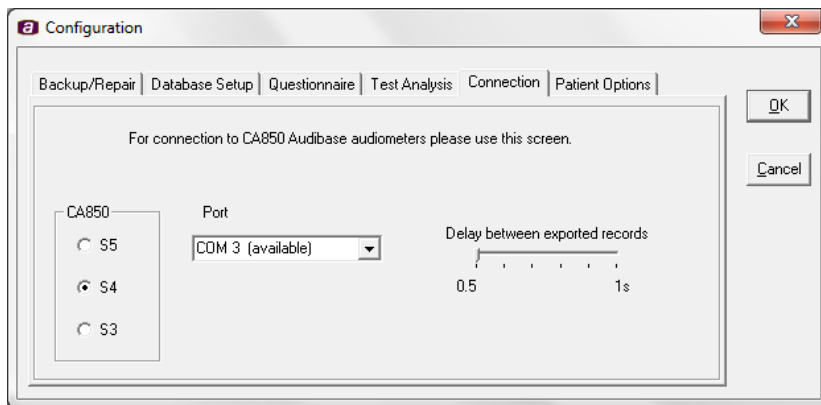 a Configuration
Backup/Repair Database Setup Questionnaire Test Analysis Connection Patient Options
OK
For connection to CA850 Audibase audiometers please use this screen.
Cancel
CA850
Port
S5
COM 3 (available)
Delay between exported records
S4
0.5 1s
S3